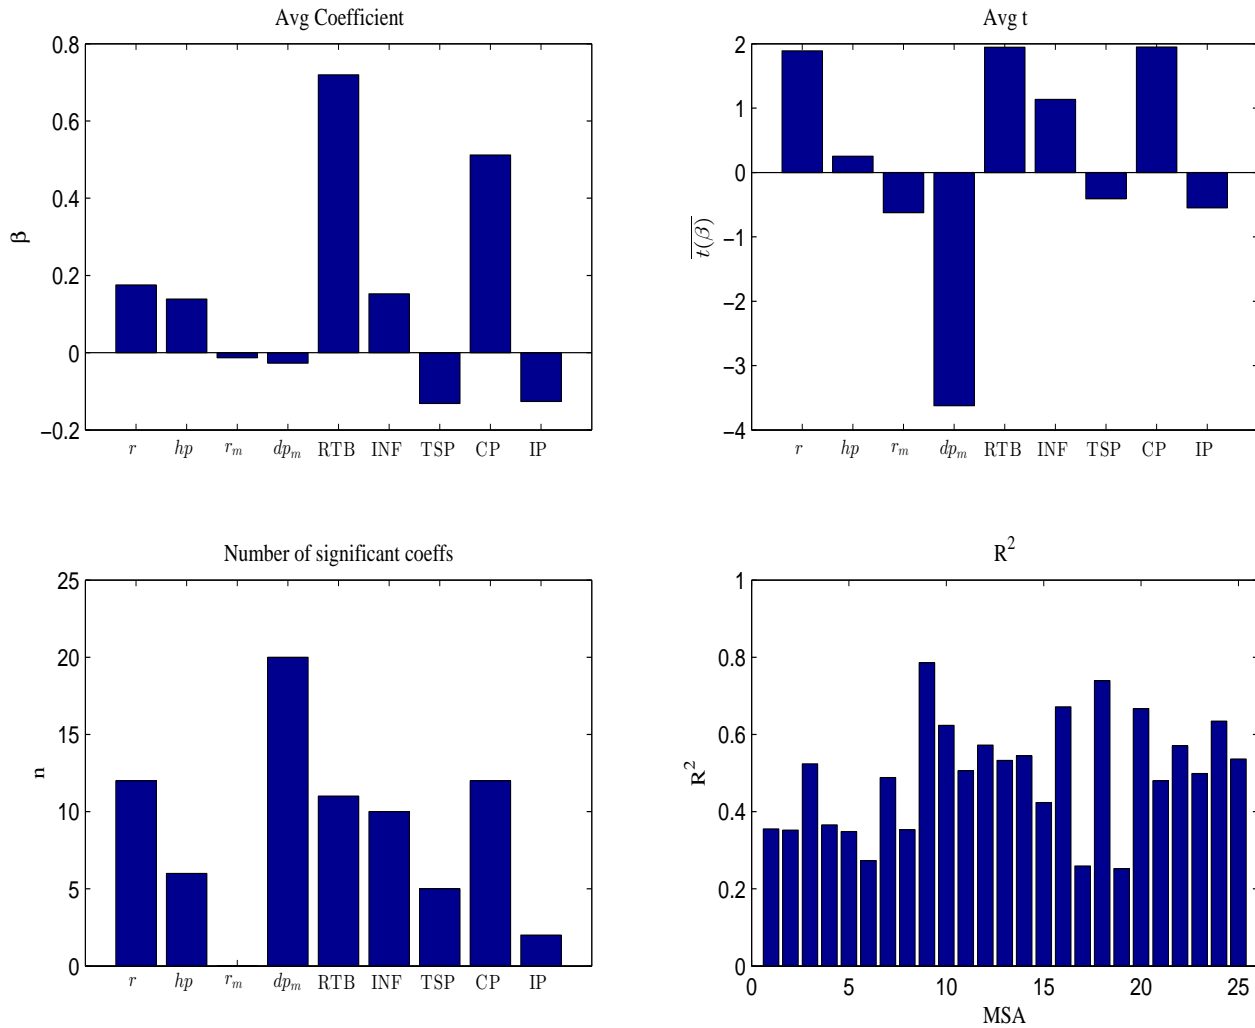 Avg Coefficient
0.8
0.6
0.4
0.2
0
−0.2
β
r hp r_m dp_m RTB INF TSP CP IP
Avg t
2
1
0
−1
−2
−3
−4
t(β)
r hp r_m dp_m RTB INF TSP CP IP
Number of significant coeffs
25
20
15
10
5
0
n
r hp r_m dp_m RTB INF TSP CP IP
R²
1
0.8
0.6
0.4
0.2
0
R²
0 5 10 15 20 25
MSA